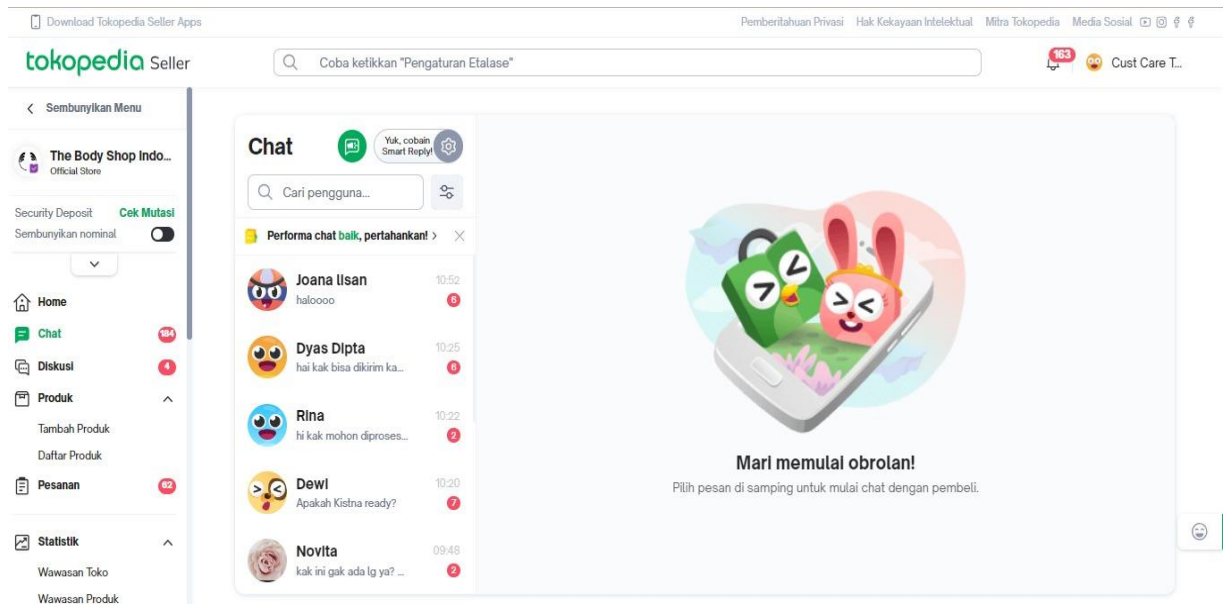 Download Tokopedia Seller Apps
Pemberitahuan Privasi Hak Kekayaan Intelektual Mitra Tokopedia Media Sosial
tokopedia Seller
Coba ketikkan "Pengaturan Etalase"
163
Cust Care T...
Sembunyikan Menu
The Body Shop Indo...
Official Store
Security Deposit Cek Mutasi
Sembunyikan nominal
Home
Chat 184
Diskusi 4
Produk
Tambah Produk
Daftar Produk
Pesanan 62
Statistik
Wawasan Toko
Wawasan Produk
Chat
Yuk, cobain
Smart Reply!
Cari pengguna...
Performa chat baik, pertahankan!
Joana Ilsan 10:52
haloooo 6
Dyas Dipta 10:25
hai kak bisa dikirim ka... 6
Rina 10:22
hi kak mohon diproses... 2
Dewi 10:20
Apakah Kistna ready? 7
Novita 09:48
kak ini gak ada lg ya? ... 2
Mari memulai obrolan!
Pilih pesan di samping untuk mulai chat dengan pembeli.